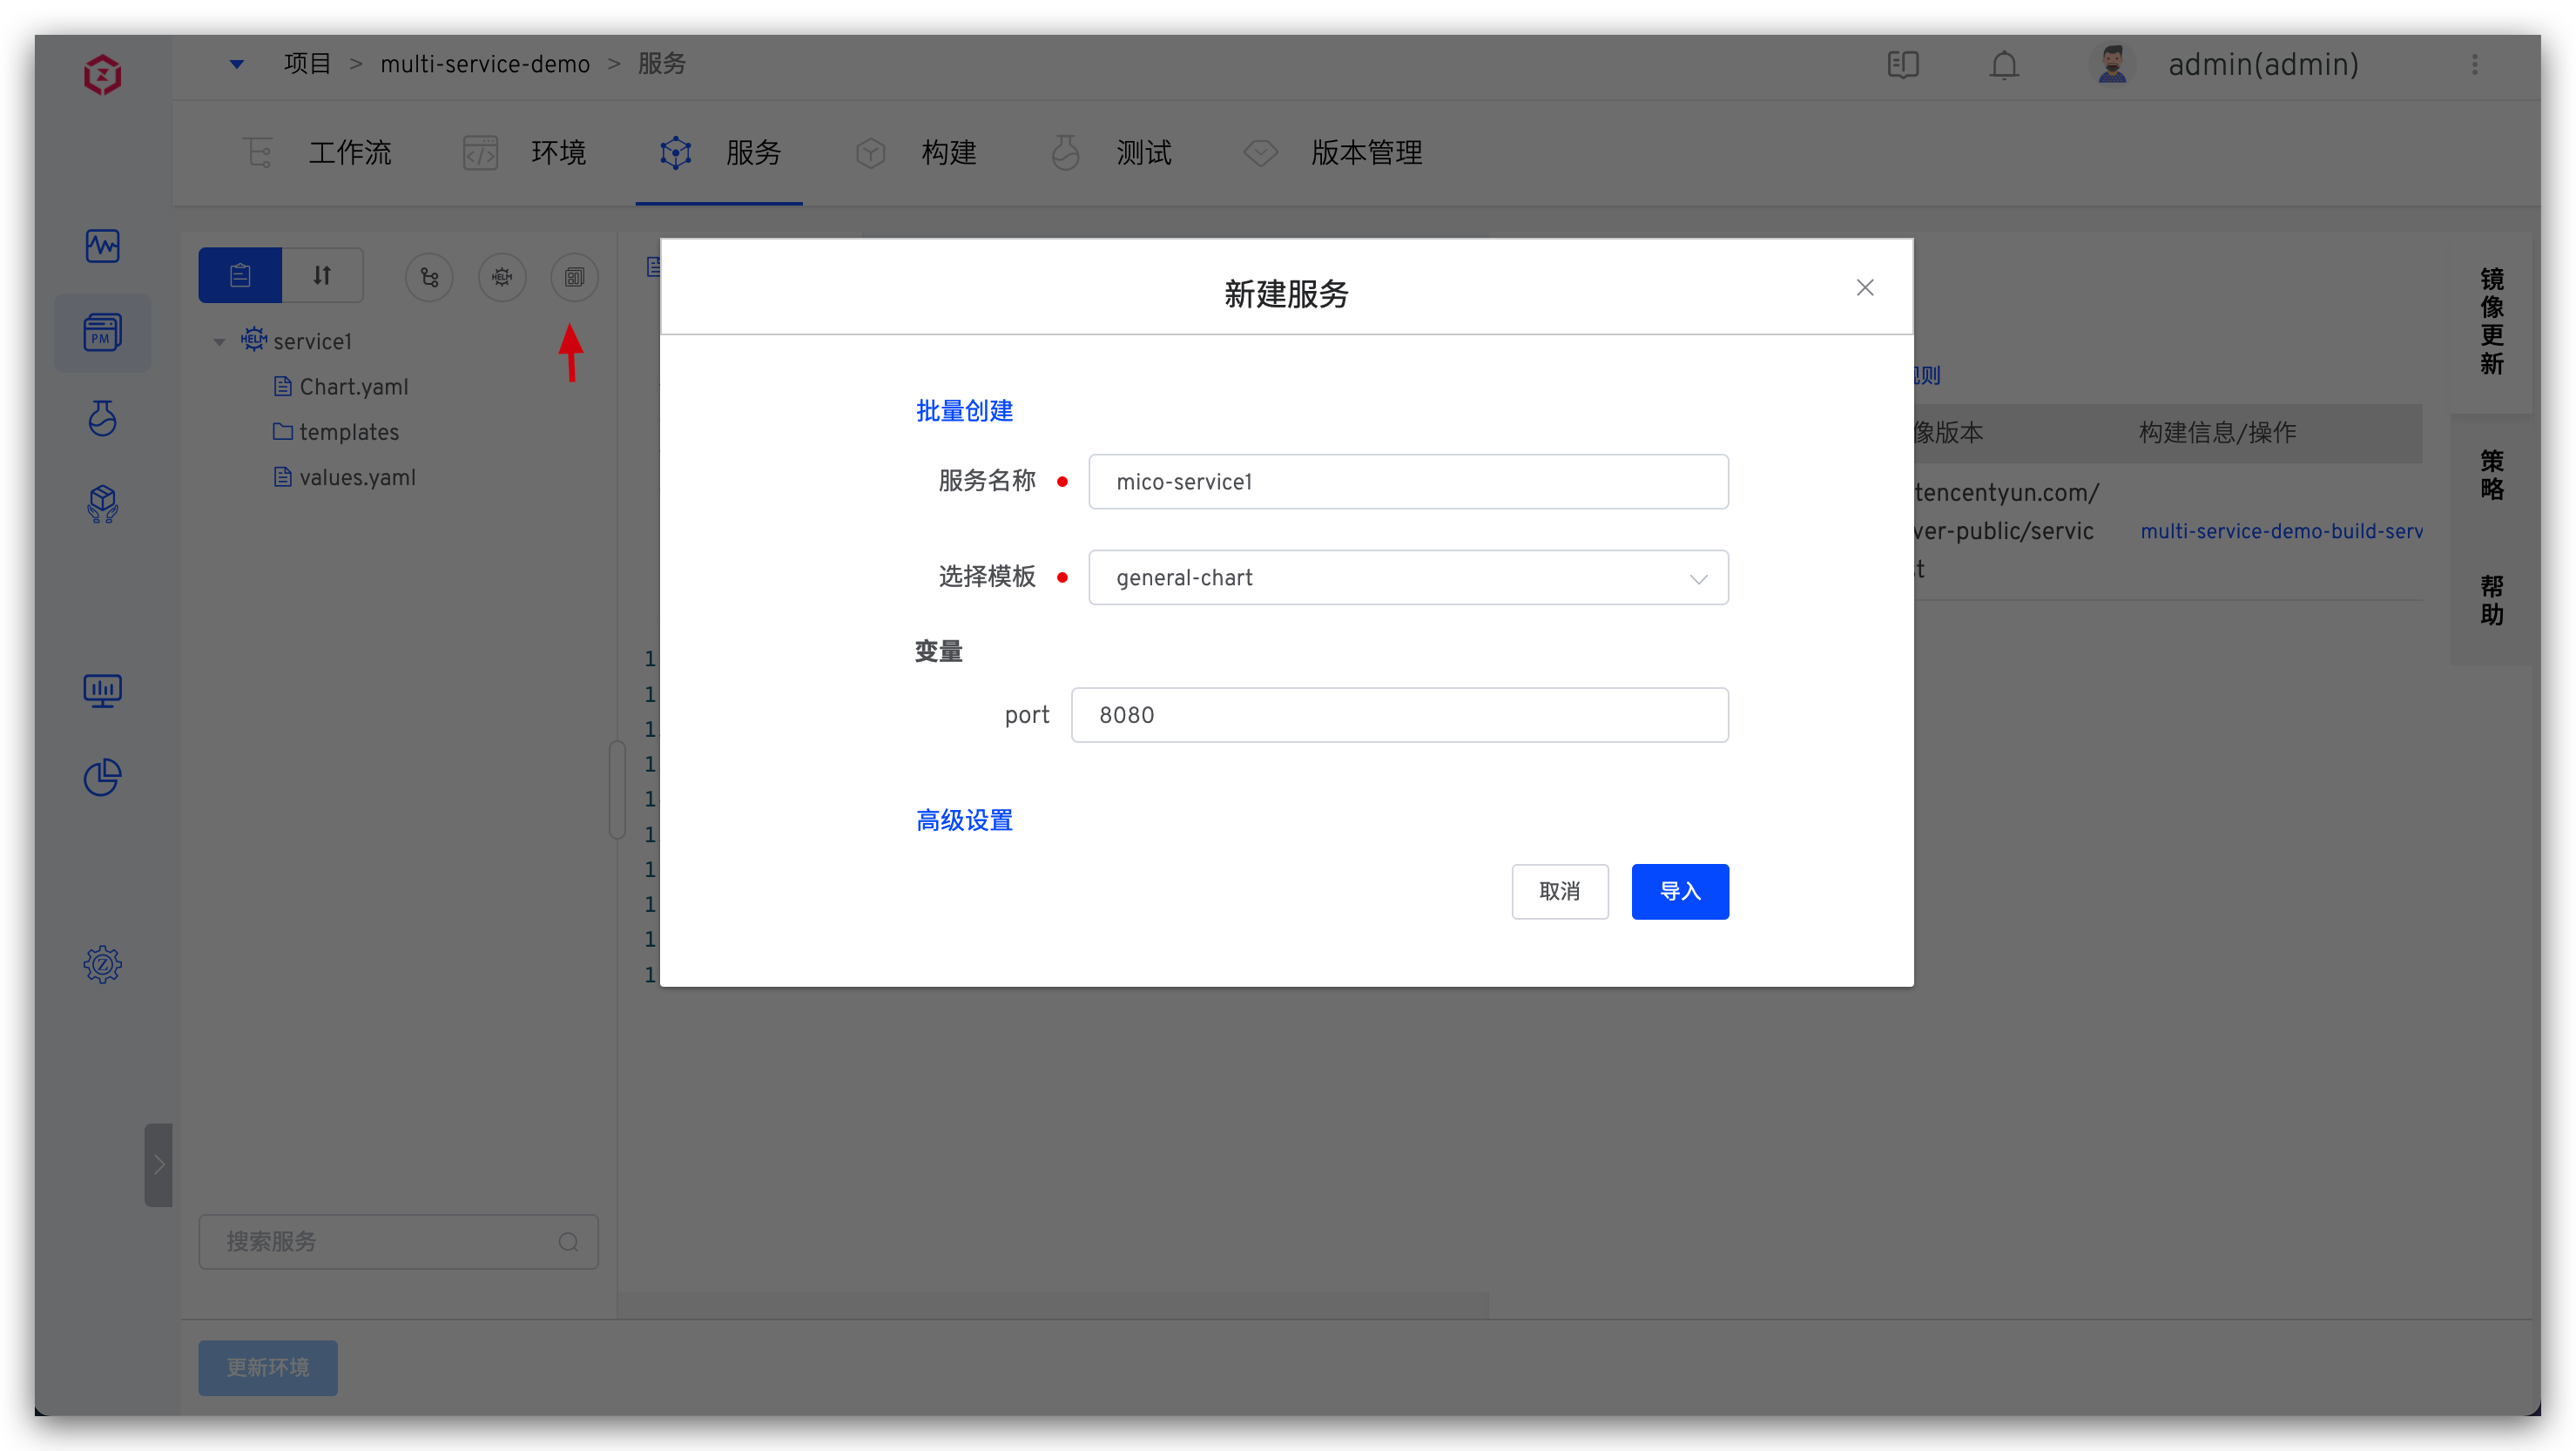 项目 > multi-service-demo > 服务
admin(admin)
工作流
环境
服务
构建
测试
版本管理
HELM
PM
HELM service1
Chart.yaml
templates
values.yaml
搜索服务
更新环境
新建服务
批量创建
服务名称 mico-service1
选择模板 general-chart
变量
port 8080
高级设置
取消
导入
1
1
1
1
1
1
1
1
1
1
则
像版本
构建信息/操作
tencentyun.com/
ver-public/servic
t
multi-service-demo-build-serv
镜像更新
策略
帮助